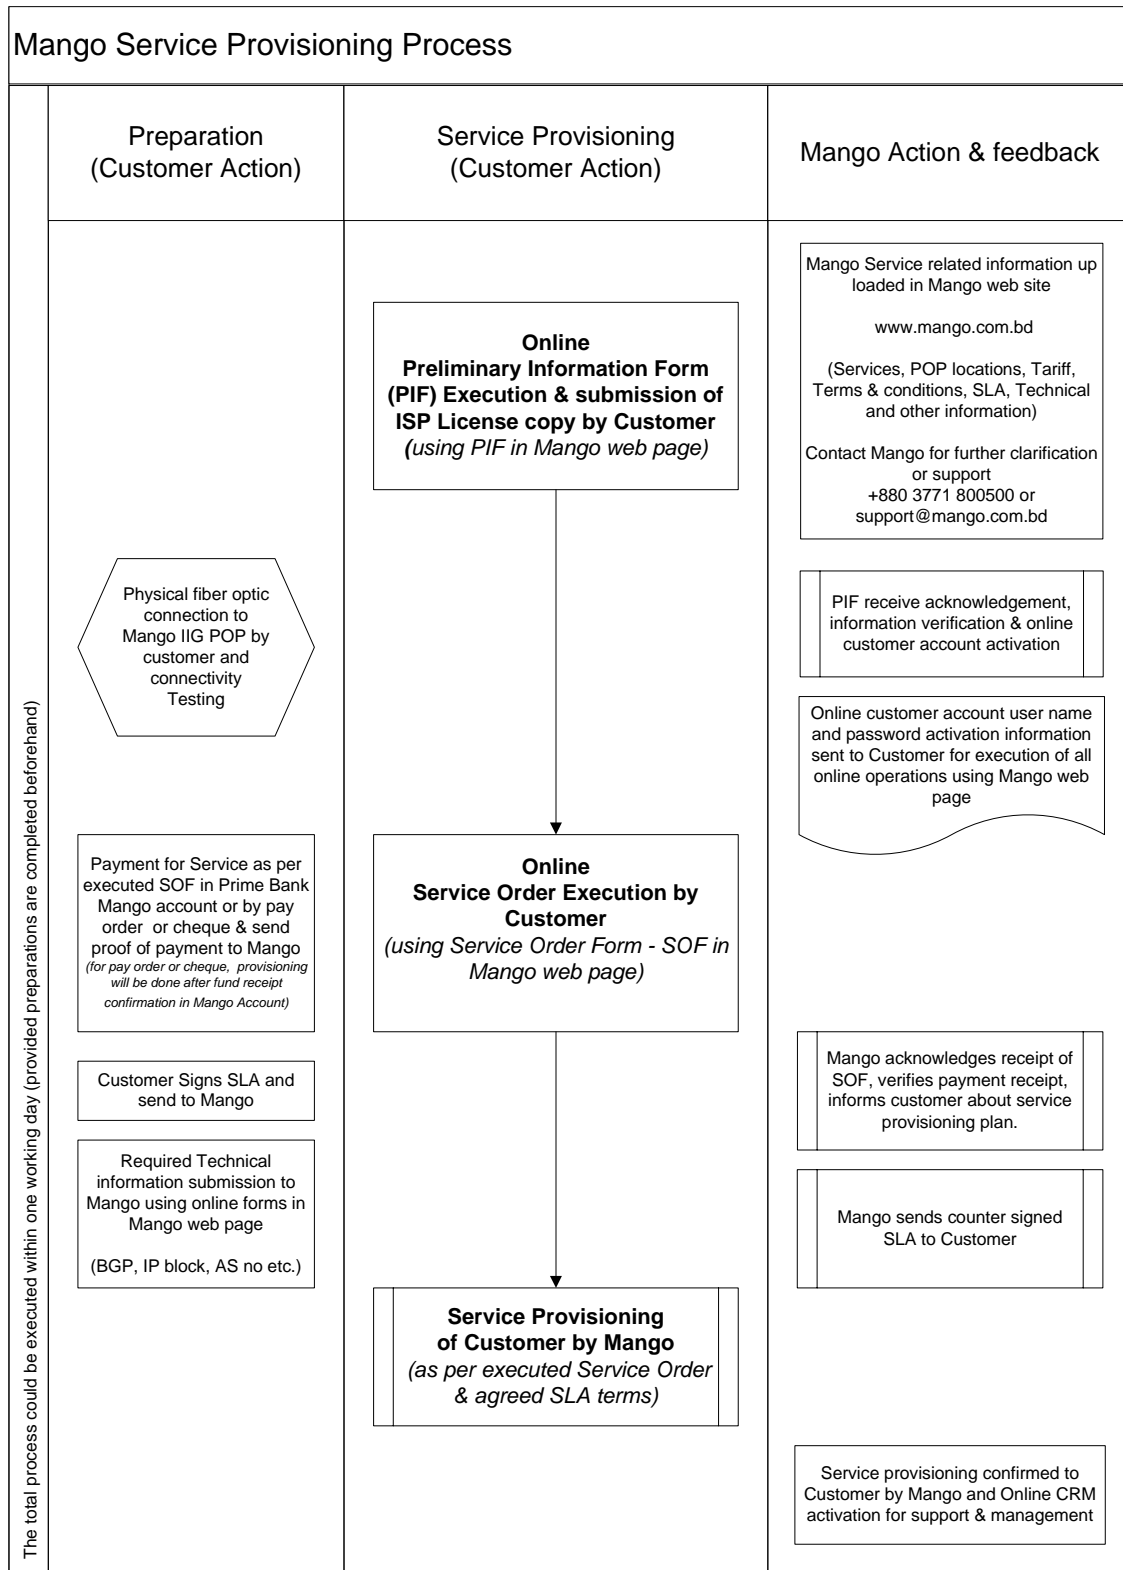 Mango Service Provisioning Process
Preparation
(Customer Action)
Service Provisioning
(Customer Action)
Mango Action & feedback
The total process could be executed within one working day (provided preparations are completed beforehand)
Mango Service related information up
loaded in Mango web site
www.mango.com.bd
(Services, POP locations, Tariff,
Terms & conditions, SLA, Technical
and other information)
Contact Mango for further clarification
or support
+880 3771 800500 or
support@mango.com.bd
Online
Preliminary Information Form
(PIF) Execution & submission of
ISP License copy by Customer
(using PIF in Mango web page)
Physical fiber optic
connection to
Mango IIG POP by
customer and
connectivity
Testing
PIF receive acknowledgement,
information verification & online
customer account activation
Online customer account user name
and password activation information
sent to Customer for execution of all
online operations using Mango web
page
Payment for Service as per
executed SOF in Prime Bank
Mango account or by pay
order or cheque & send
proof of payment to Mango
(for pay order or cheque, provisioning
will be done after fund receipt
confirmation in Mango Account)
Online
Service Order Execution by
Customer
(using Service Order Form - SOF in
Mango web page)
Customer Signs SLA and
send to Mango
Mango acknowledges receipt of
SOF, verifies payment receipt,
informs customer about service
provisioning plan.
Required Technical
information submission to
Mango using online forms in
Mango web page
(BGP, IP block, AS no etc.)
Mango sends counter signed
SLA to Customer
Service Provisioning
of Customer by Mango
(as per executed Service Order
& agreed SLA terms)
Service provisioning confirmed to
Customer by Mango and Online CRM
activation for support & management